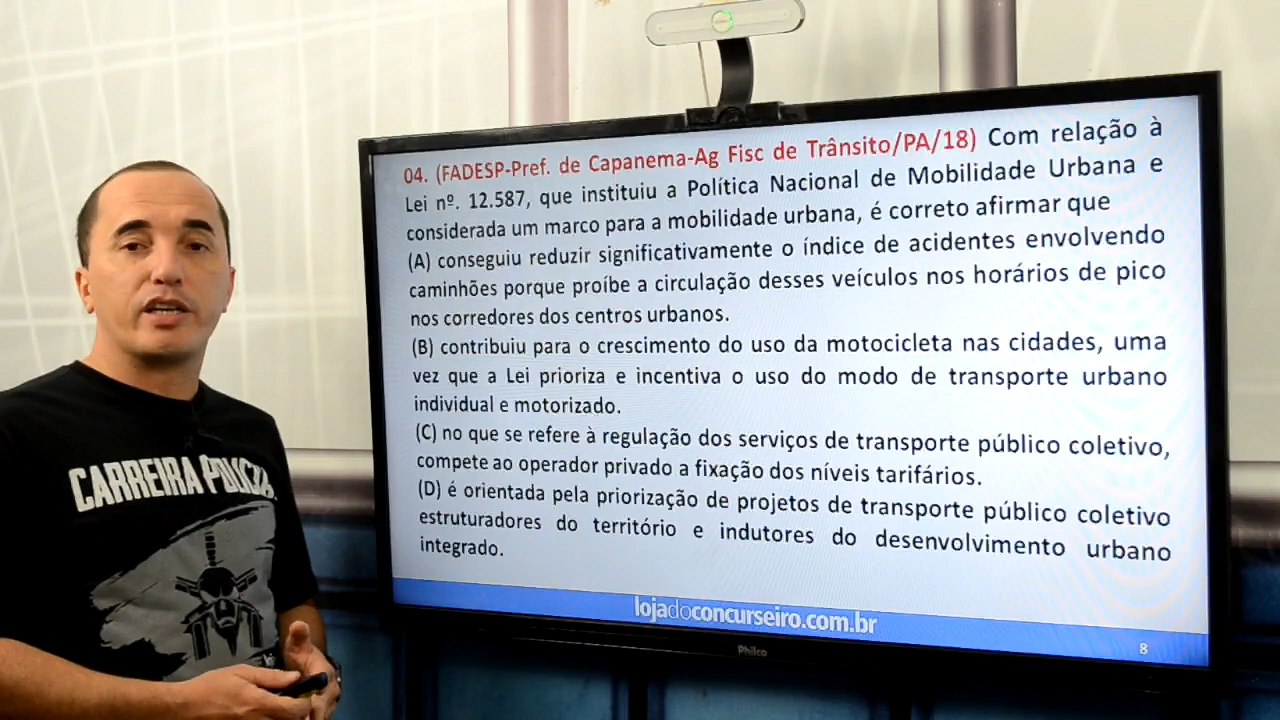 04. (FADESP-Pref. de Capanema-Ag Fisc de Trânsito/PA/18) Com relação à
Lei nº. 12.587, que instituiu a Política Nacional de Mobilidade Urbana e
considerada um marco para a mobilidade urbana, é correto afirmar que
(A) conseguiu reduzir significativamente o índice de acidentes envolvendo
caminhões porque proíbe a circulação desses veículos nos horários de pico
nos corredores dos centros urbanos.
(B) contribuiu para o crescimento do uso da motocicleta nas cidades, uma
vez que a Lei prioriza e incentiva o uso do modo de transporte urbano
individual e motorizado.
(C) no que se refere à regulação dos serviços de transporte público coletivo,
compete ao operador privado a fixação dos níveis tarifários.
(D) é orientada pela priorização de projetos de transporte público coletivo
estruturadores do território e indutores do desenvolvimento urbano
integrado.
lojadoconcurseiro.com.br
8
Philco
CARREIRA